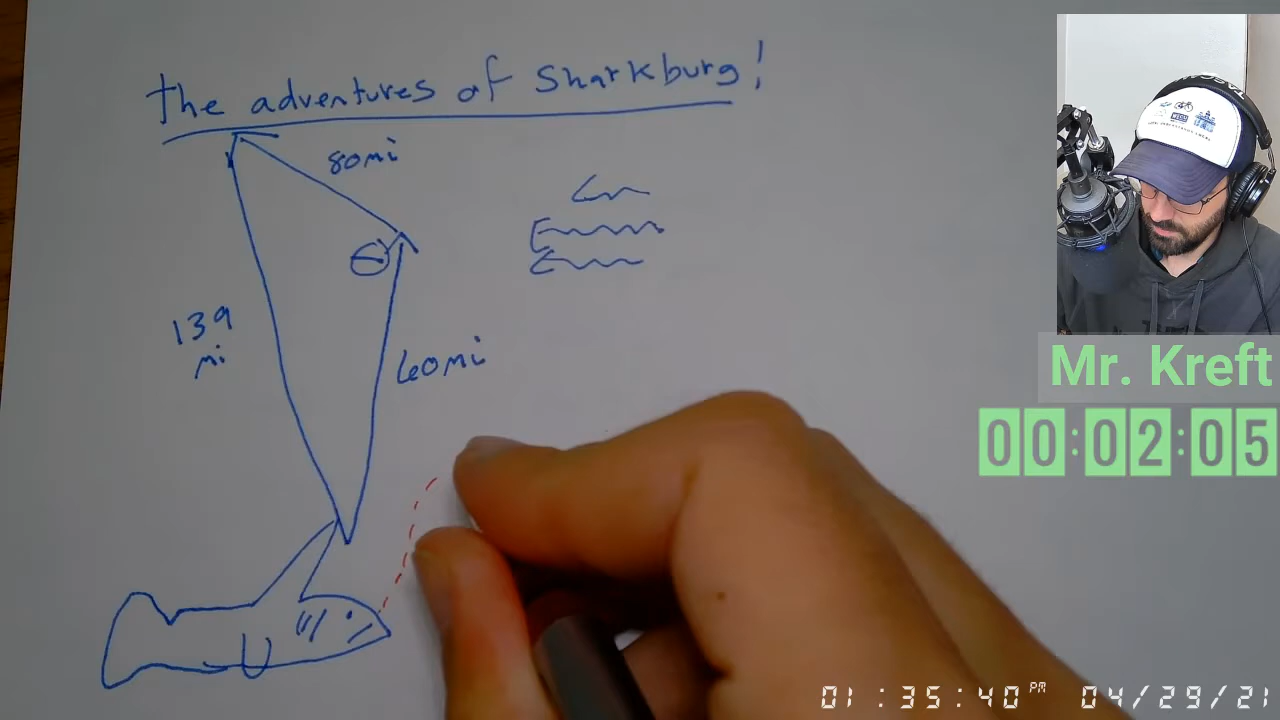 The adventures of Sharkburg!
80mi
θ
139
mi
60mi
Mr. Kreft
00:02:05
01:35:40 PM 04/29/21